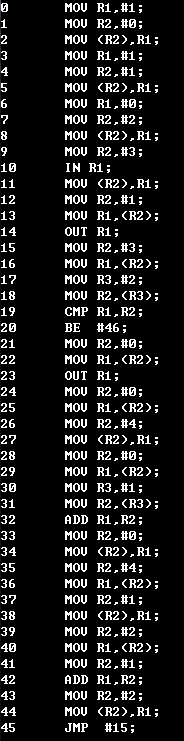 0 MOV R1,#1;
1 MOV R2,#0;
2 MOV (R2),R1;
3 MOV R1,#1;
4 MOV R2,#1;
5 MOV (R2),R1;
6 MOV R1,#0;
7 MOV R2,#2;
8 MOV (R2),R1;
9 MOV R2,#3;
10 IN R1;
11 MOV (R2),R1;
12 MOV R2,#1;
13 MOV R1,(R2);
14 OUT R1;
15 MOV R2,#3;
16 MOV R1,(R2);
17 MOV R3,#2;
18 MOV R2,(R3);
19 CMP R1,R2;
20 BE #46;
21 MOV R2,#0;
22 MOV R1,(R2);
23 OUT R1;
24 MOV R2,#0;
25 MOV R1,(R2);
26 MOV R2,#4;
27 MOV (R2),R1;
28 MOV R2,#0;
29 MOV R1,(R2);
30 MOV R3,#1;
31 MOV R2,(R3);
32 ADD R1,R2;
33 MOV R2,#0;
34 MOV (R2),R1;
35 MOV R2,#4;
36 MOV R1,(R2);
37 MOV R2,#1;
38 MOV (R2),R1;
39 MOV R2,#2;
40 MOV R1,(R2);
41 MOV R2,#1;
42 ADD R1,R2;
43 MOV R2,#2;
44 MOV (R2),R1;
45 JMP #15;